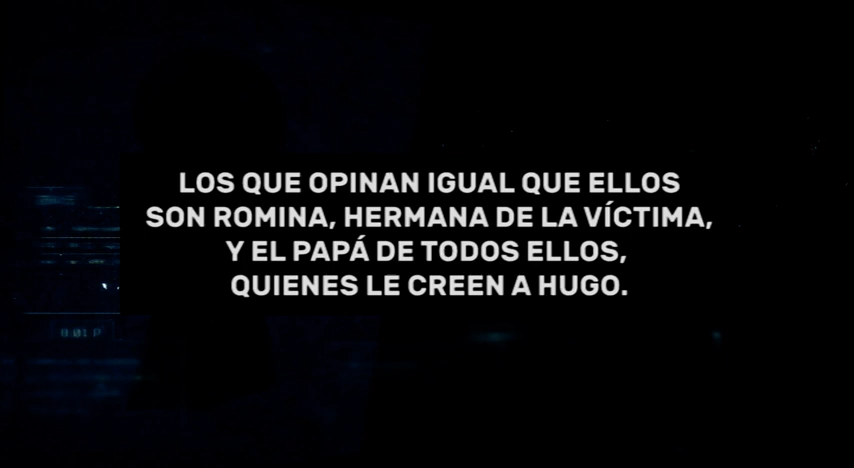 LOS QUE OPINAN IGUAL QUE ELLOS
SON ROMINA, HERMANA DE LA VÍCTIMA,
Y EL PAPÁ DE TODOS ELLOS,
QUIENES LE CREEN A HUGO.